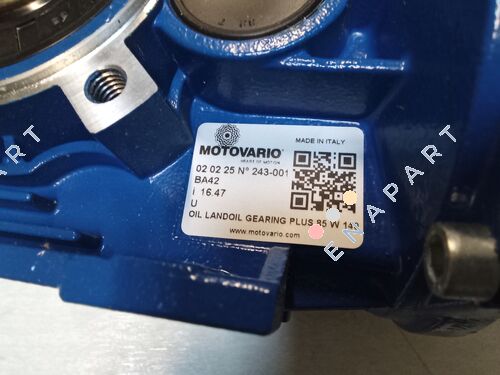 MOTOVARIO®
HEART OF MOTION
MADE IN ITALY
02 02 25 N° 243-001
BA42
i 16.47
U
OIL LANDOIL GEARING PLUS 85 W 140
www.motovario.com
ENAPART